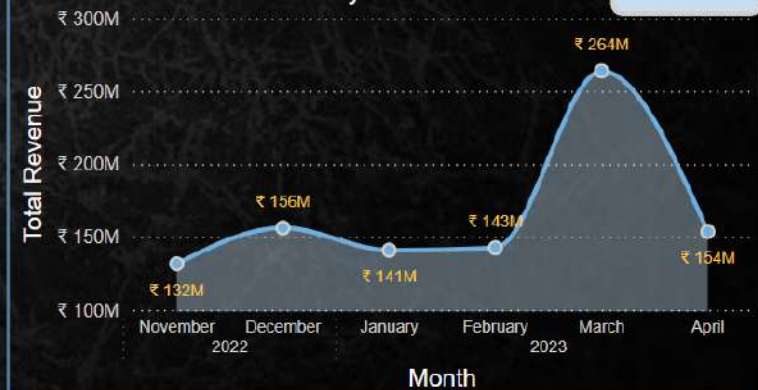 ₹ 300M
₹ 264M
₹ 250M
Total Revenue
₹ 200M
₹ 156M
₹ 143M
₹ 150M
₹ 132M
₹ 141M
₹ 154M
₹ 100M
November December January February March April
2022 2023
Month